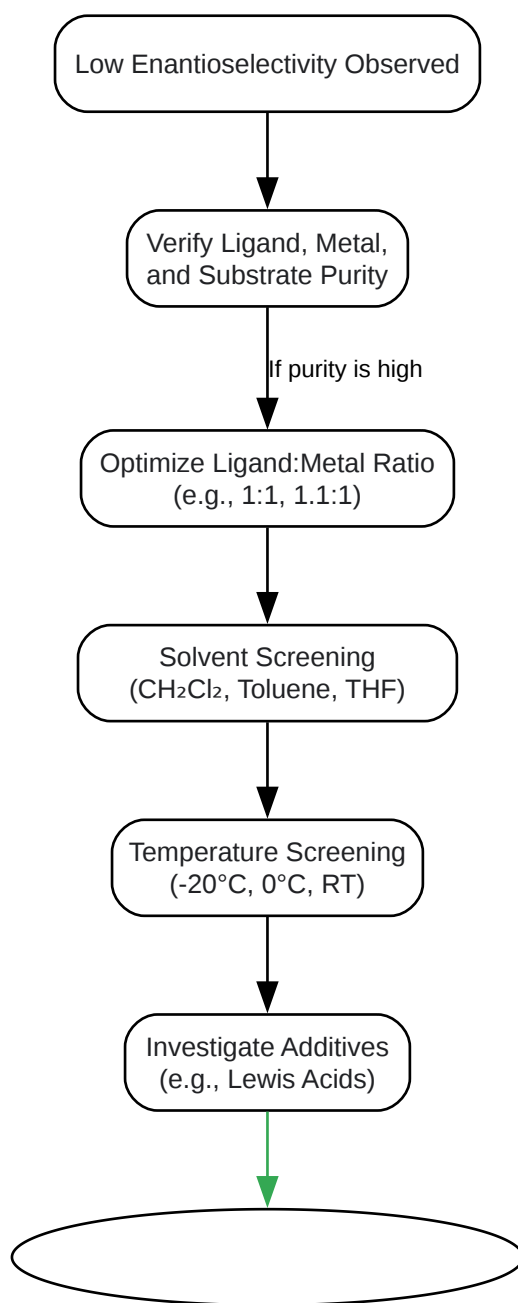 Low Enantioselectivity Observed
Verify Ligand, Metal,
and Substrate Purity
If purity is high
Optimize Ligand:Metal Ratio
(e.g., 1:1, 1.1:1)
Solvent Screening
(CH₂Cl₂, Toluene, THF)
Temperature Screening
(-20°C, 0°C, RT)
Investigate Additives
(e.g., Lewis Acids)